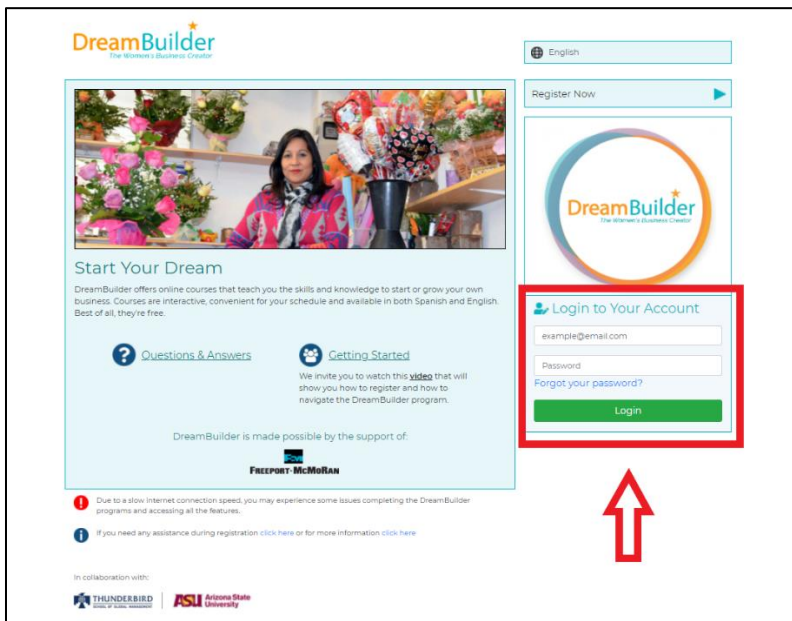 DreamBuilder
The Women's Business Creator
English
Register Now
DreamBuilder
The Women's Business Creator
Start Your Dream
DreamBuilder offers online courses that teach you the skills and knowledge to start or grow your own
business. Courses are interactive, convenient for your schedule and available in both Spanish and English.
Best of all, they're free.
Questions & Answers
Getting Started
We invite you to watch this video that will
show you how to register and how to
navigate the DreamBuilder program.
DreamBuilder is made possible by the support of:
FREEPORT-McMoRAN
Login to Your Account
example@email.com
Password
Forgot your password?
Login
Due to a slow internet connection speed, you may experience some issues completing the DreamBuilder
programs and accessing all the features.
If you need any assistance during registration click here or for more information click here
In collaboration with:
THUNDERBIRD
SCHOOL OF GLOBAL MANAGEMENT
ASU Arizona State
University